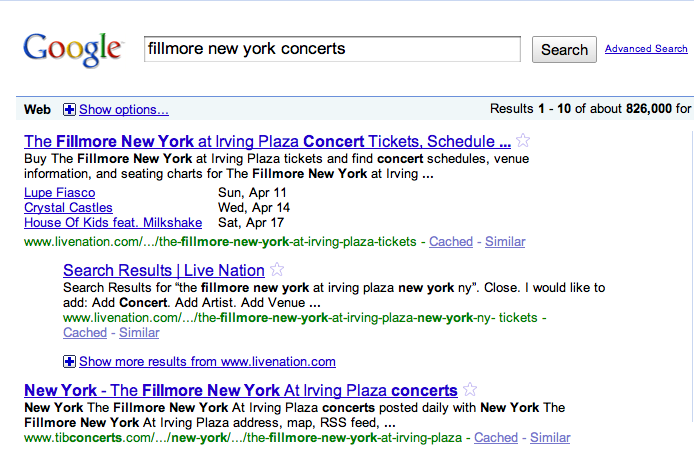 Google fillmore new york concerts Search Advanced Search
Web Show options... Results 1 - 10 of about 826,000 for
The Fillmore New York at Irving Plaza Concert Tickets, Schedule ...
Buy The Fillmore New York at Irving Plaza tickets and find concert schedules, venue
information, and seating charts for The Fillmore New York at Irving ...
Lupe Fiasco Sun, Apr 11
Crystal Castles Wed, Apr 14
House Of Kids feat. Milkshake Sat, Apr 17
www.livenation.com/.../the-fillmore-new-york-at-irving-plaza-tickets - Cached - Similar
Search Results | Live Nation
Search Results for “the fillmore new york at irving plaza new york ny”. Close. I would like to
add: Add Concert. Add Artist. Add Venue ...
www.livenation.com/.../the-fillmore-new-york-at-irving-plaza-new-york-ny- tickets -
Cached - Similar
Show more results from www.livenation.com
New York - The Fillmore New York At Irving Plaza concerts
New York The Fillmore New York At Irving Plaza concerts posted daily with New York The
Fillmore New York At Irving Plaza address, map, RSS feed, ...
www.tibconcerts.com/.../new-york/.../the-fillmore-new-york-at-irving-plaza - Cached - Similar